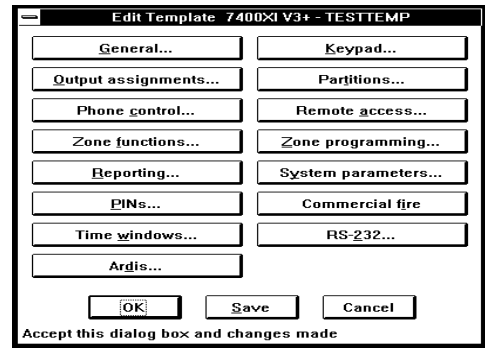 Edit Template 7400XI V3+ - TESTTEMP
General... Keypad...
Output assignments... Partitions...
Phone control... Remote access...
Zone functions... Zone programming...
Reporting... System parameters...
PINs... Commercial fire
Time windows... RS-232...
Ardis...
OK Save Cancel
Accept this dialog box and changes made